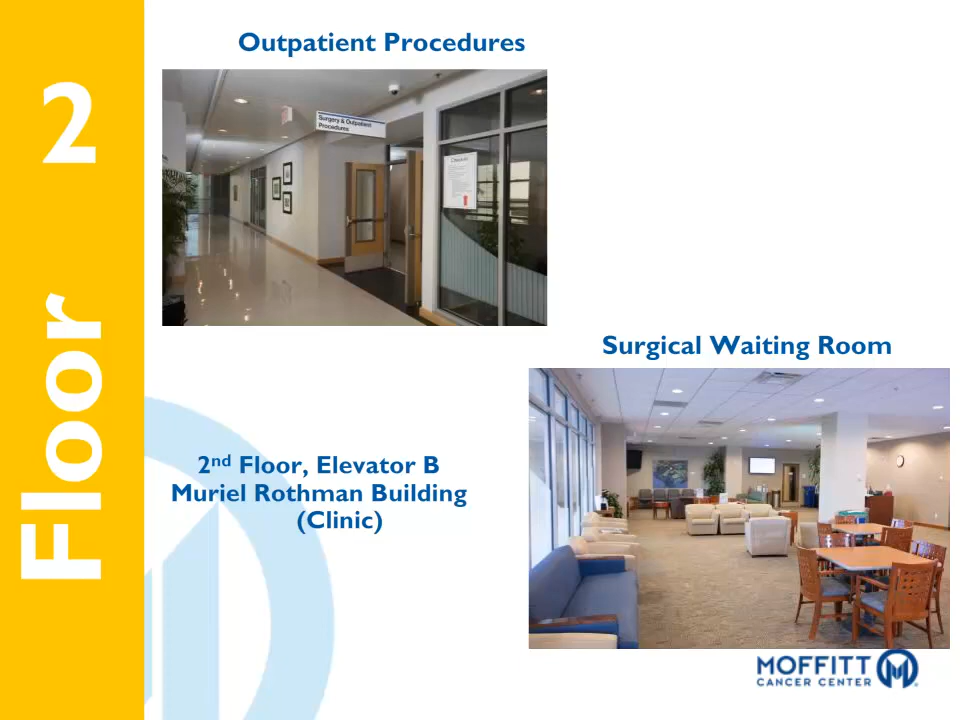 Outpatient Procedures
Floor 2
Surgery & Outpatient
Procedures
Surgical Waiting Room
2nd Floor, Elevator B
Muriel Rothman Building
(Clinic)
MOFFITT
CANCER CENTER